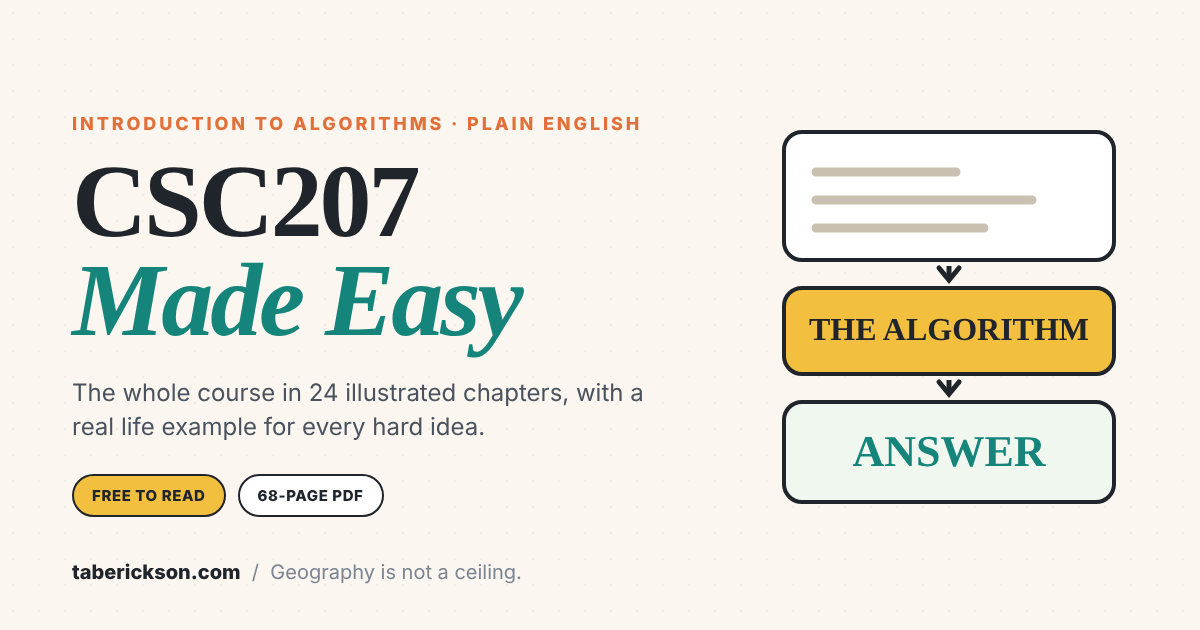 INTRODUCTION TO ALGORITHMS · PLAIN ENGLISH
CSC207
Made Easy
The whole course in 24 illustrated chapters, with a
real life example for every hard idea.
FREE TO READ
68-PAGE PDF
taberickson.com / Geography is not a ceiling.
THE ALGORITHM
ANSWER